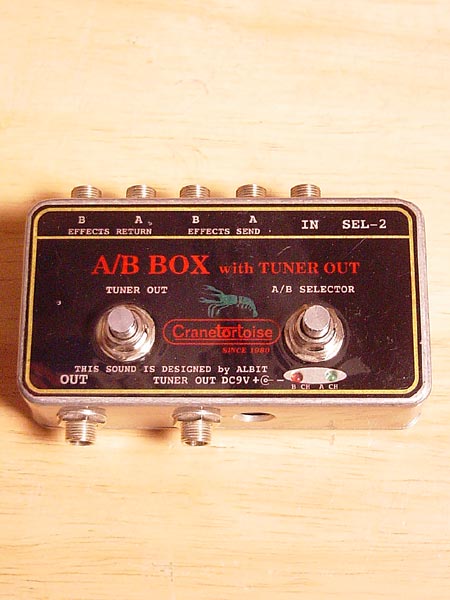 B A B A IN SEL-2
EFFECTS RETURN EFFECTS SEND
A/B BOX with TUNER OUT
TUNER OUT A/B SELECTOR
Cranetortoise
SINCE 1980
THIS SOUND IS DESIGNED by ALBIT
OUT TUNER OUT DC9V + -
B CH A CH